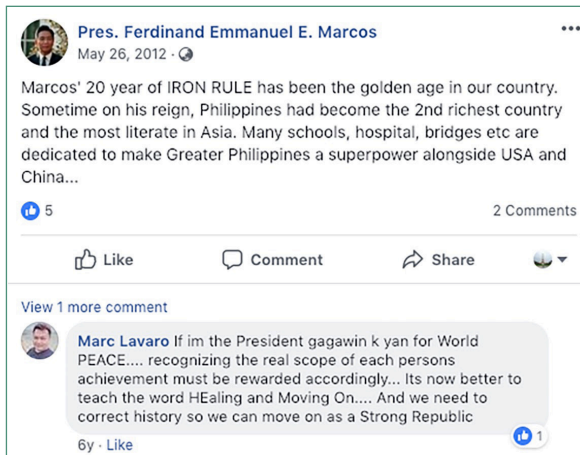 Pres. Ferdinand Emmanuel E. Marcos
May 26, 2012 ·
Marcos' 20 year of IRON RULE has been the golden age in our country.
Sometime on his reign, Philippines had become the 2nd richest country
and the most literate in Asia. Many schools, hospital, bridges etc are
dedicated to make Greater Philippines a superpower alongside USA and
China...
5 2 Comments
Like Comment Share
View 1 more comment
Marc Lavaro If im the President gagawin k yan for World
PEACE.... recognizing the real scope of each persons
achievement must be rewarded accordingly... Its now better to
teach the word HEaling and Moving On.... And we need to
correct history so we can move on as a Strong Republic
1
6y · Like